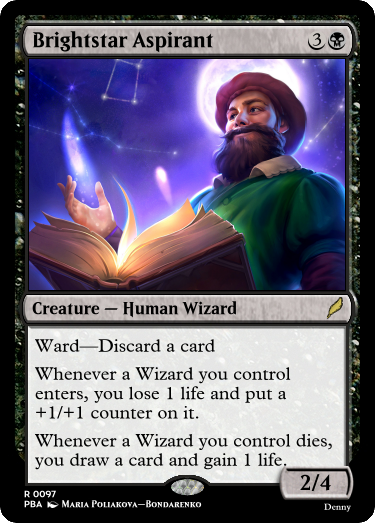 Brightstar Aspirant 3
Creature — Human Wizard
Ward—Discard a card
Whenever a Wizard you control
enters, you lose 1 life and put a
+1/+1 counter on it.
Whenever a Wizard you control dies,
you draw a card and gain 1 life.
2/4
R 0097
PBA Maria Poliakova—Bondarenko
Denny